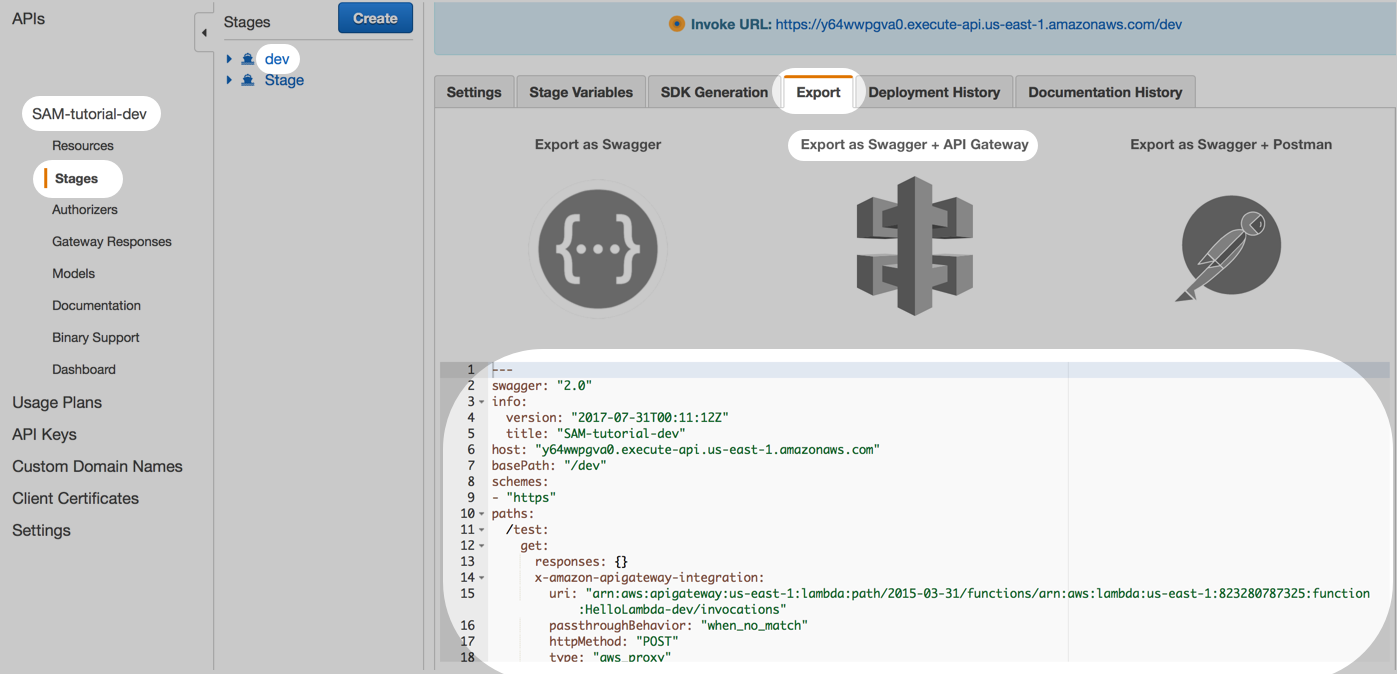 APIs
SAM-tutorial-dev
Resources
Stages
Authorizers
Gateway Responses
Models
Documentation
Binary Support
Dashboard
Usage Plans
API Keys
Custom Domain Names
Client Certificates
Settings
Stages
Create
dev
Stage
Invoke URL: https://y64wwpgva0.execute-api.us-east-1.amazonaws.com/dev
Settings Stage Variables SDK Generation Export Deployment History Documentation History
Export as Swagger Export as Swagger + API Gateway Export as Swagger + Postman
{...}
1 ---
2 swagger: "2.0"
3 info:
4 version: "2017-07-31T00:11:12Z"
5 title: "SAM-tutorial-dev"
6 host: "y64wwpgva0.execute-api.us-east-1.amazonaws.com"
7 basePath: "/dev"
8 schemes:
9 - "https"
10 paths:
11 /test:
12 get:
13 responses: {}
14 x-amazon-apigateway-integration:
15 uri: "arn:aws:apigateway:us-east-1:lambda:path/2015-03-31/functions/arn:aws:lambda:us-east-1:823280787325:function
:HelloLambda-dev/invocations"
16 passthroughBehavior: "when_no_match"
17 httpMethod: "POST"
18 type: "aws_proxy"